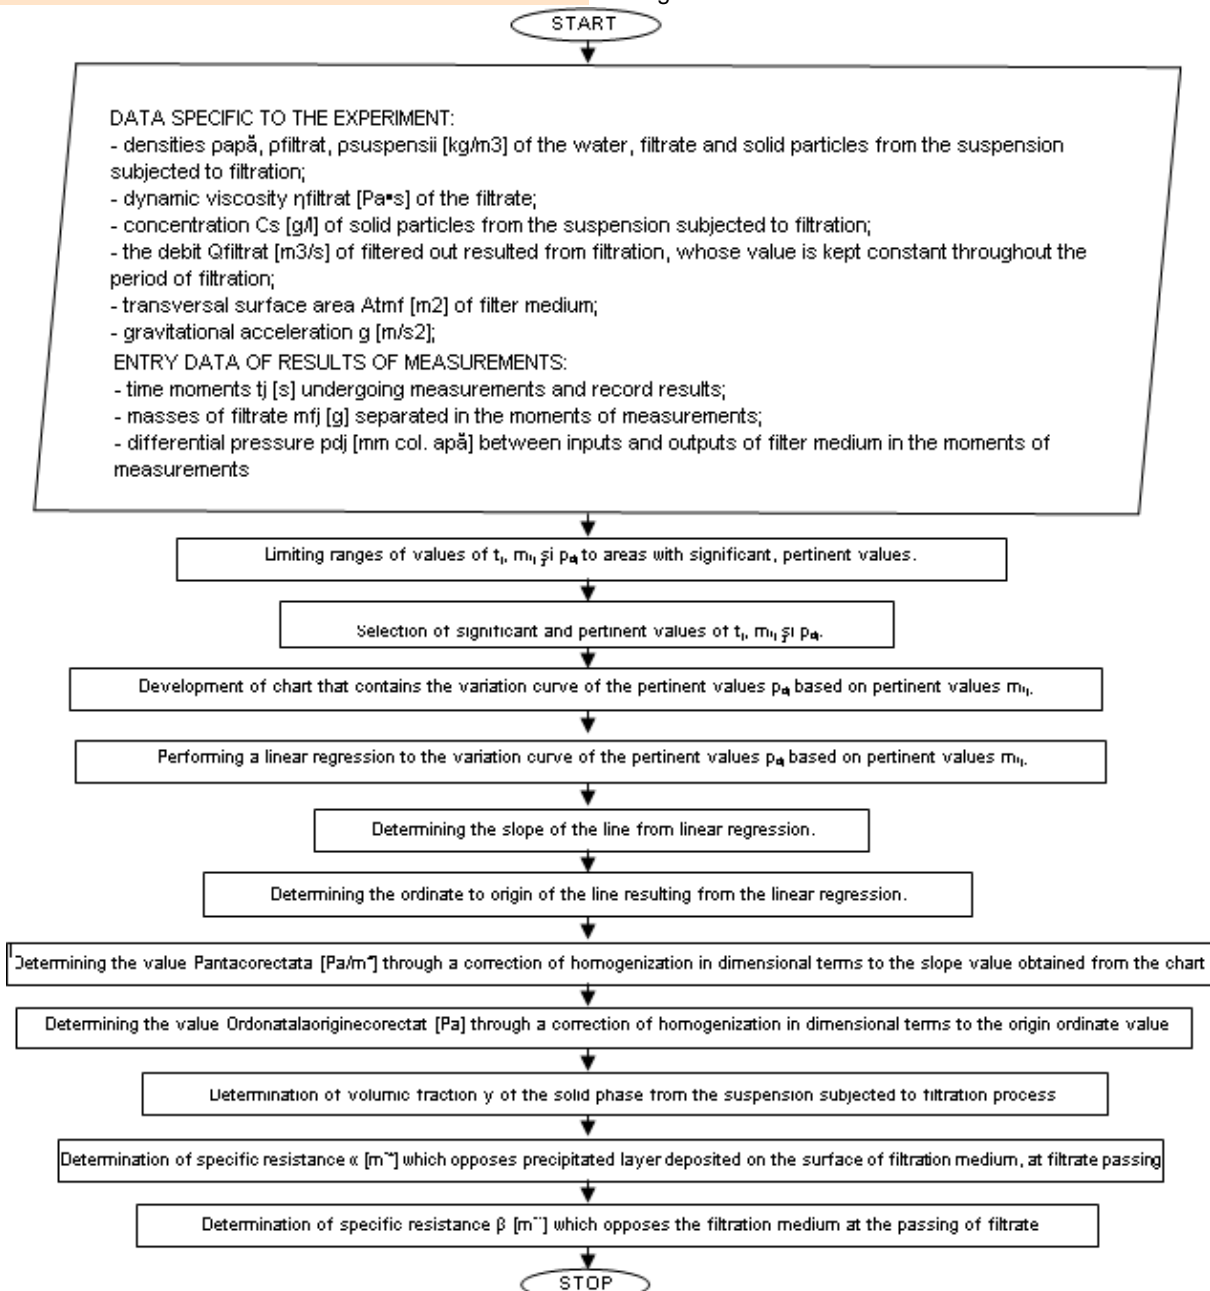 START
DATA SPECIFIC TO THE EXPERIMENT:
- densities ρapă, ρfiltrat, ρsuspensii [kg/m3] of the water, filtrate and solid particles from the suspension
subjected to filtration;
- dynamic viscosity ηfiltrat [Pa▪s] of the filtrate;
- concentration Cs [g/l] of solid particles from the suspension subjected to filtration;
- the debit Qfiltrat [m3/s] of filtered out resulted from filtration, whose value is kept constant throughout the
period of filtration;
- transversal surface area Atmf [m2] of filter medium;
- gravitational acceleration g [m/s2];
ENTRY DATA OF RESULTS OF MEASUREMENTS:
- time moments tj [s] undergoing measurements and record results;
- masses of filtrate mfj [g] separated in the moments of measurements;
- differential pressure pdj [mm col. apă] between inputs and outputs of filter medium in the moments of
measurements
Limiting ranges of values of tj, mfj și pdj to areas with significant, pertinent values.
Selection of significant and pertinent values of tj, mfj și pdj.
Development of chart that contains the variation curve of the pertinent values pdj based on pertinent values mfj.
Performing a linear regression to the variation curve of the pertinent values pdj based on pertinent values mfj.
Determining the slope of the line from linear regression.
Determining the ordinate to origin of the line resulting from the linear regression.
Determining the value Pantacorectata through a correction of homogenization in dimensional terms to the slope value obtained from the chart
Determining the value Ordonatalaoriginecorectat [Pa] through a correction of homogenization in dimensional terms to the origin ordinate value
Determination of volumic fraction y of the solid phase from the suspension subjected to filtration process
Determination of specific resistance α which opposes precipitated layer deposited on the surface of filtration medium, at filtrate passing
Determination of specific resistance β which opposes the filtration medium at the passing of filtrate
STOP